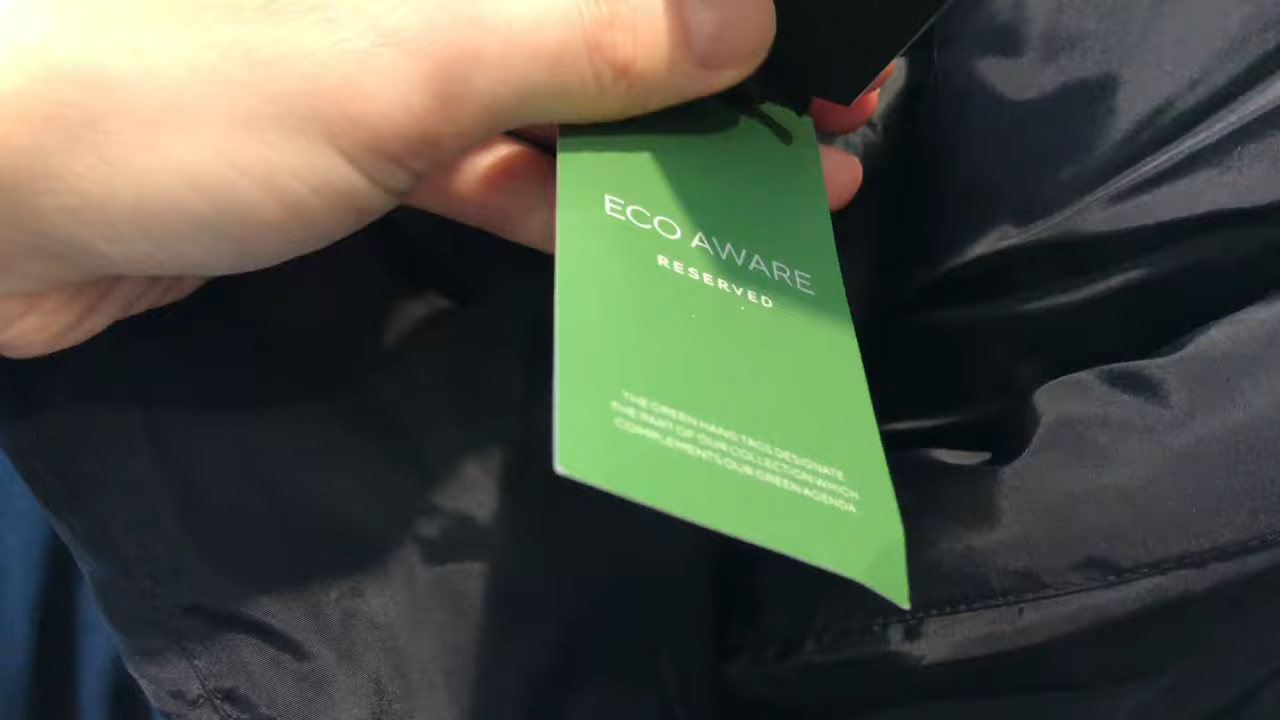 ECO AWARE
RESERVED
THE GREEN HANG TAGS DESIGNATE
THE PART OF OUR COLLECTION WHICH
COMPLEMENTS OUR GREEN AGENDA